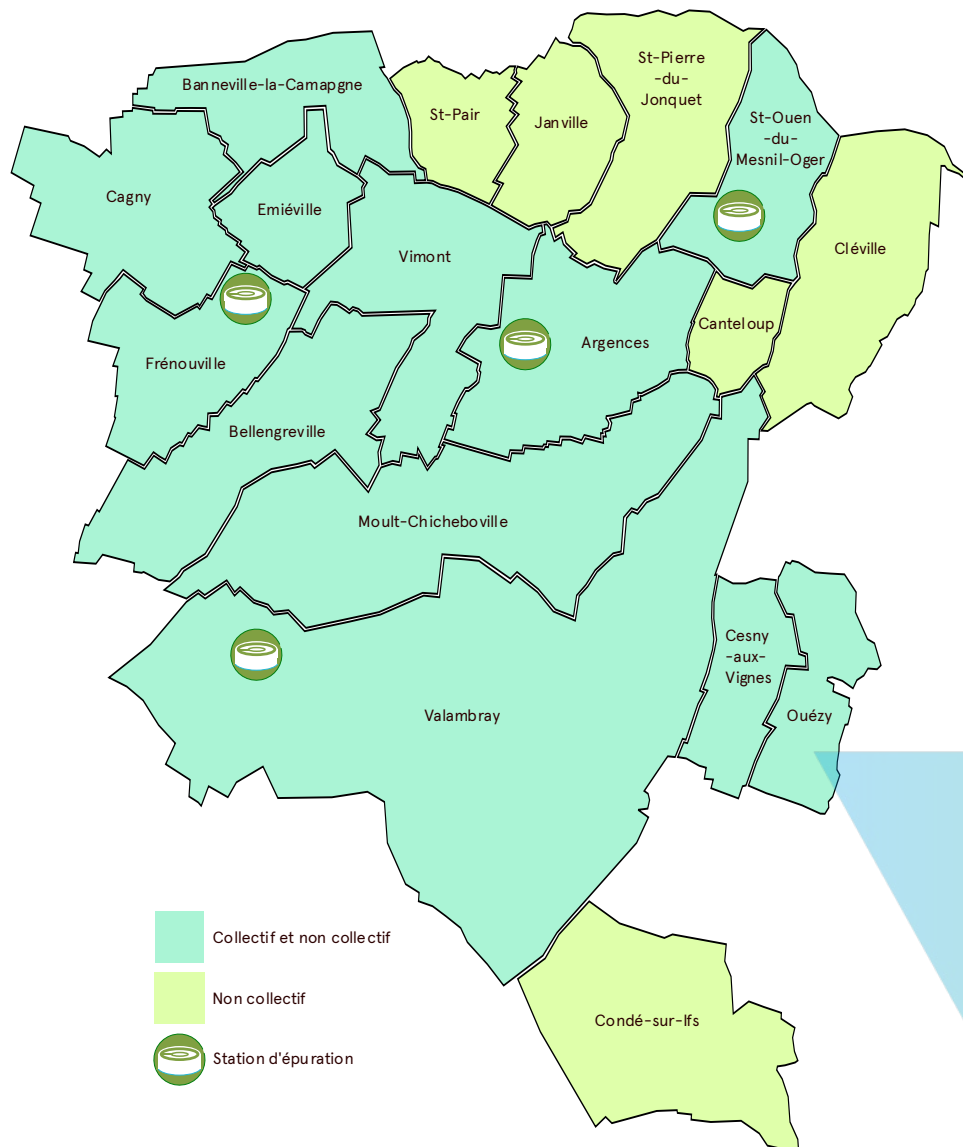 Banneville-la-Camapgne
St-Pair
Janville
St-Pierre
-du-
Jonquet
St-Ouen
-du-
Mesnil-Oger
Cagny
Emiéville
Vimont
Cléville
Canteloup
Argences
Frénouville
Bellengreville
Moult-Chicheboville
Cesny
-aux-
Vignes
Ouézy
Valambray
Collectif et non collectif
Non collectif
Station d'épuration
Condé-sur-Ifs